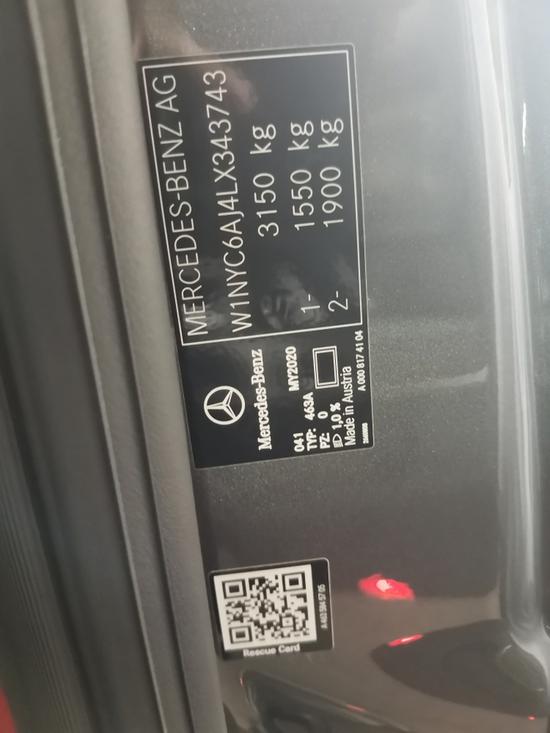 MERCEDES-BENZ AG
W1NYC6AJ4LX343743
3150 kg
1- 1550 kg
2- 1900 kg
Mercedes-Benz
041 MY2020
TYP: 463A
PZ: 0
1,0 %
Made in Austria
A 000 817 41 04
Rescue Card